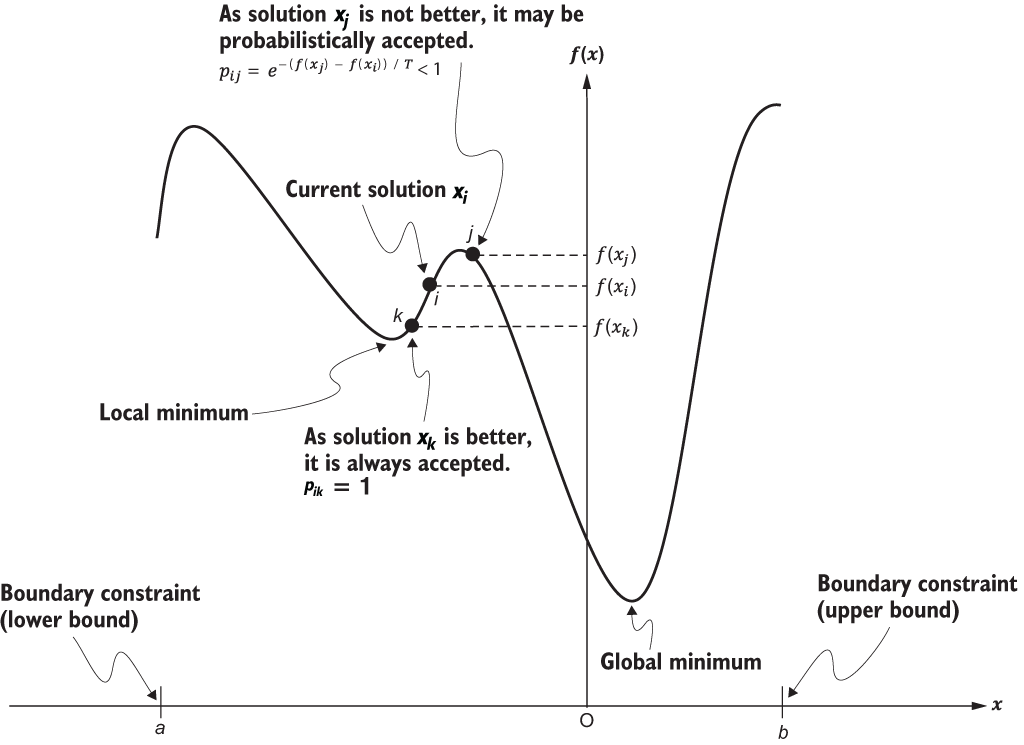 As solution xj is not better, it may be
probabilistically accepted.
pij = e^−(f(xj) − f(xi)) / T < 1
f(x)
Current solution xi
j
f(xj)
i
f(xi)
k
f(xk)
Local minimum
As solution xk is better,
it is always accepted.
pik = 1
Boundary constraint
(lower bound)
Boundary constraint
(upper bound)
Global minimum
x
a
O
b